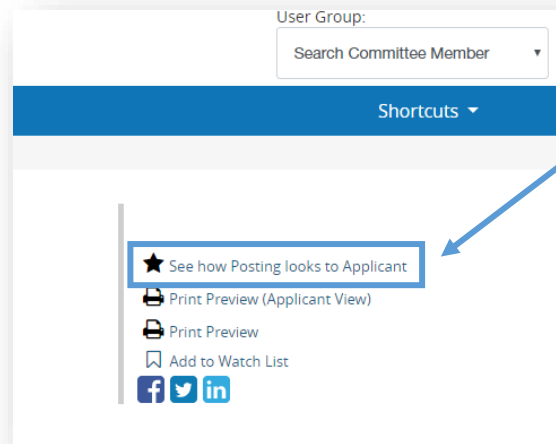 User Group:
Search Committee Member
Shortcuts
See how Posting looks to Applicant
Print Preview (Applicant View)
Print Preview
Add to Watch List
f in